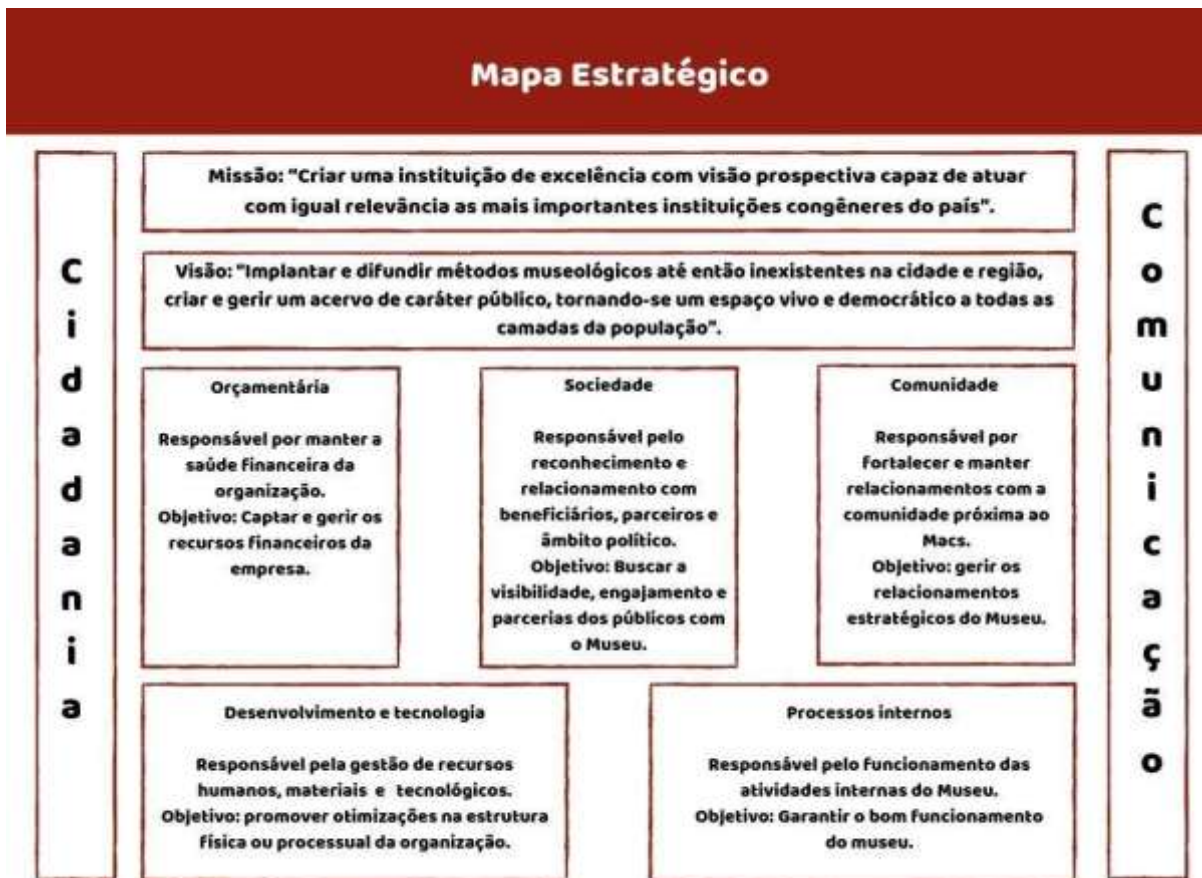 Mapa Estratégico
Cidadania
Missão: "Criar uma instituição de excelência com visão prospectiva capaz de atuar
com igual relevância as mais importantes instituições congêneres do país".
Visão: "Implantar e difundir métodos museológicos até então inexistentes na cidade e região,
criar e gerir um acervo de caráter público, tornando-se um espaço vivo e democrático a todas as
camadas da população".
Orçamentária
Responsável por manter a
saúde financeira da
organização.
Objetivo: Captar e gerir os
recursos financeiros da
empresa.
Sociedade
Responsável pelo
reconhecimento e
relacionamento com
beneficiários, parceiros e
âmbito político.
Objetivo: Buscar a
visibilidade, engajamento e
parcerias dos públicos com
o Museu.
Comunidade
Responsável por
fortalecer e manter
relacionamentos com a
comunidade próxima ao
Macs.
Objetivo: gerir os
relacionamentos
estratégicos do Museu.
Desenvolvimento e tecnologia
Responsável pela gestão de recursos
humanos, materiais e tecnológicos.
Objetivo: promover otimizações na estrutura
física ou processual da organização.
Processos internos
Responsável pelo funcionamento das
atividades internas do Museu.
Objetivo: Garantir o bom funcionamento
do museu.
Comunicação